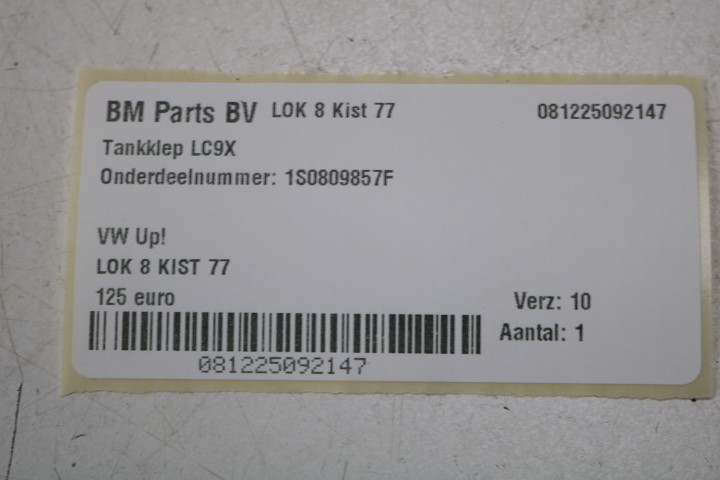 BM Parts BV LOK 8 Kist 77 081225092147
Tankklep LC9X
Onderdeelnummer: 1S0809857F
VW Up!
LOK 8 KIST 77
125 euro Verz: 10
Aantal: 1
081225092147